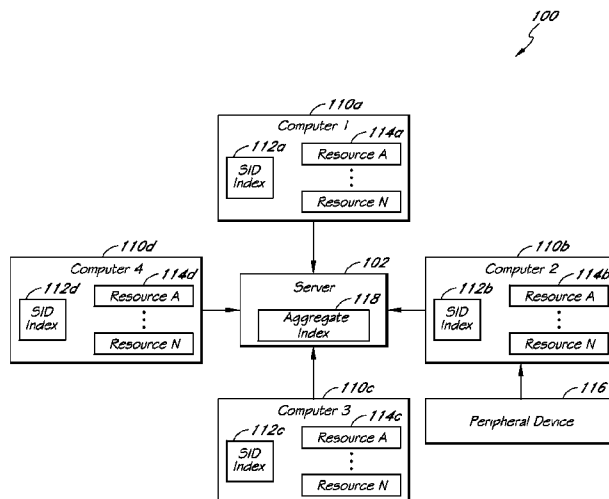 100
110a
Computer 1
112a
114a
SID
Index
Resource A
Resource N
110d
Computer 4
112d
114d
SID
Index
Resource A
Resource N
102
Server
118
Aggregate
Index
110b
Computer 2
112b
114b
SID
Index
Resource A
Resource N
110c
Computer 3
112c
114c
SID
Index
Resource A
Resource N
116
Peripheral Device